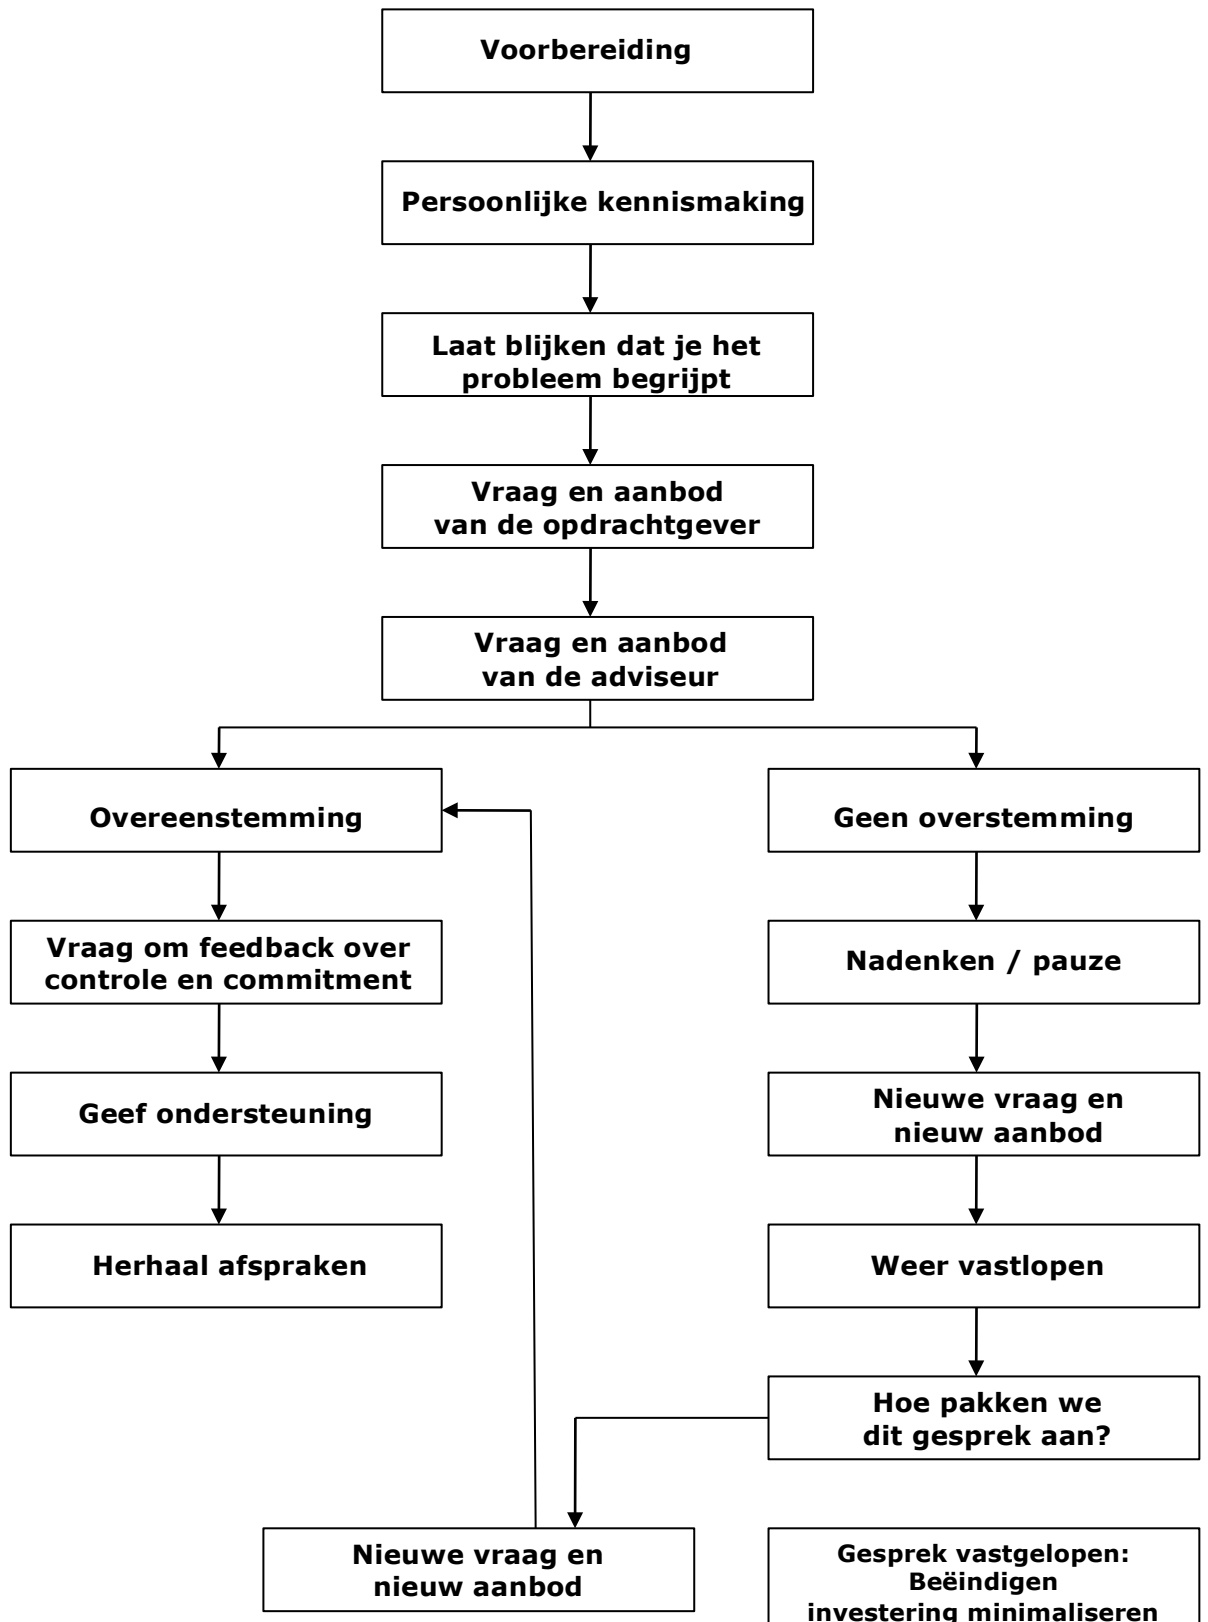 Voorbereiding
Persoonlijke kennismaking
Laat blijken dat je het
probleem begrijpt
Vraag en aanbod
van de opdrachtgever
Vraag en aanbod
van de adviseur
Overeenstemming
Geen overstemming
Vraag om feedback over
controle en commitment
Nadenken / pauze
Geef ondersteuning
Nieuwe vraag en
nieuw aanbod
Herhaal afspraken
Weer vastlopen
Hoe pakken we
dit gesprek aan?
Nieuwe vraag en
nieuw aanbod
Gesprek vastgelopen:
Beëindigen
investering minimaliseren